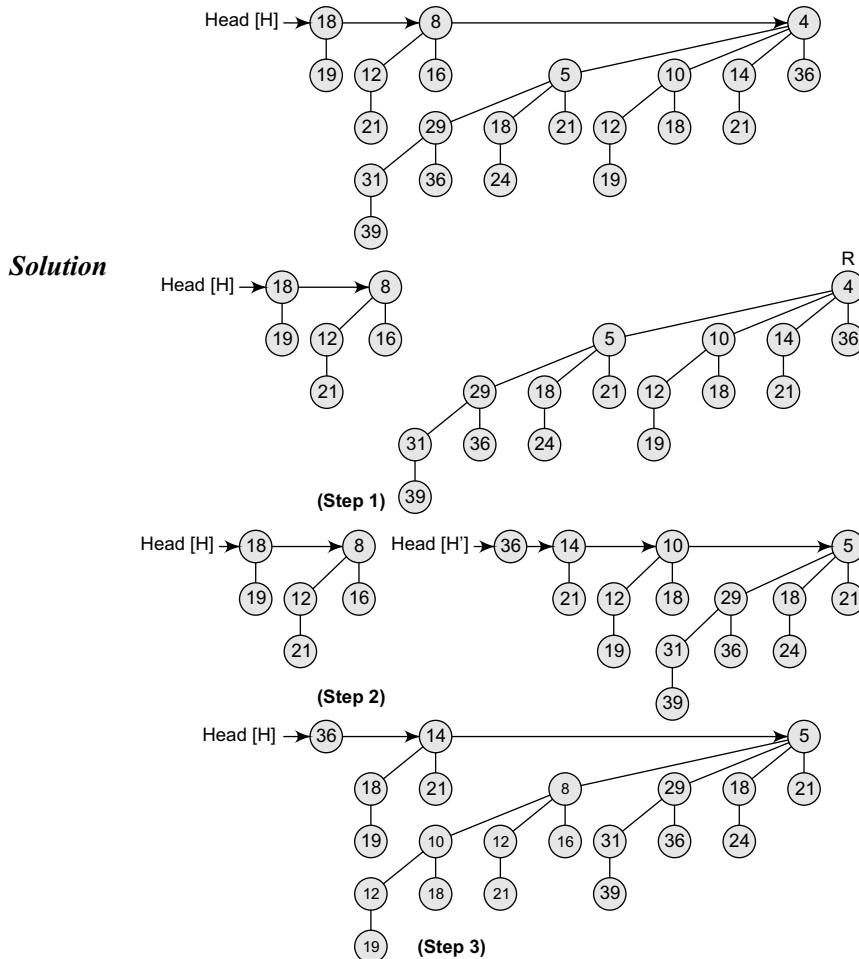 Head [H] 18 8 4
19 12 16 5 10 14 36
21 29 18 21 12 18 21
31 36 24 19
39
Solution
R
Head [H] 18 8 4
19 12 16 5 10 14 36
21 29 18 21 12 18 21
31 36 24 19
39
(Step 1)
Head [H] 18 8 Head [H'] 36 14 10 5
19 12 16 21 12 18 29 18 21
21 19 31 36 24
39
(Step 2)
Head [H] 36 14 5
18 21 8 29 18 21
19 10 12 16 31 36 24
12 18 21 39
19
(Step 3)